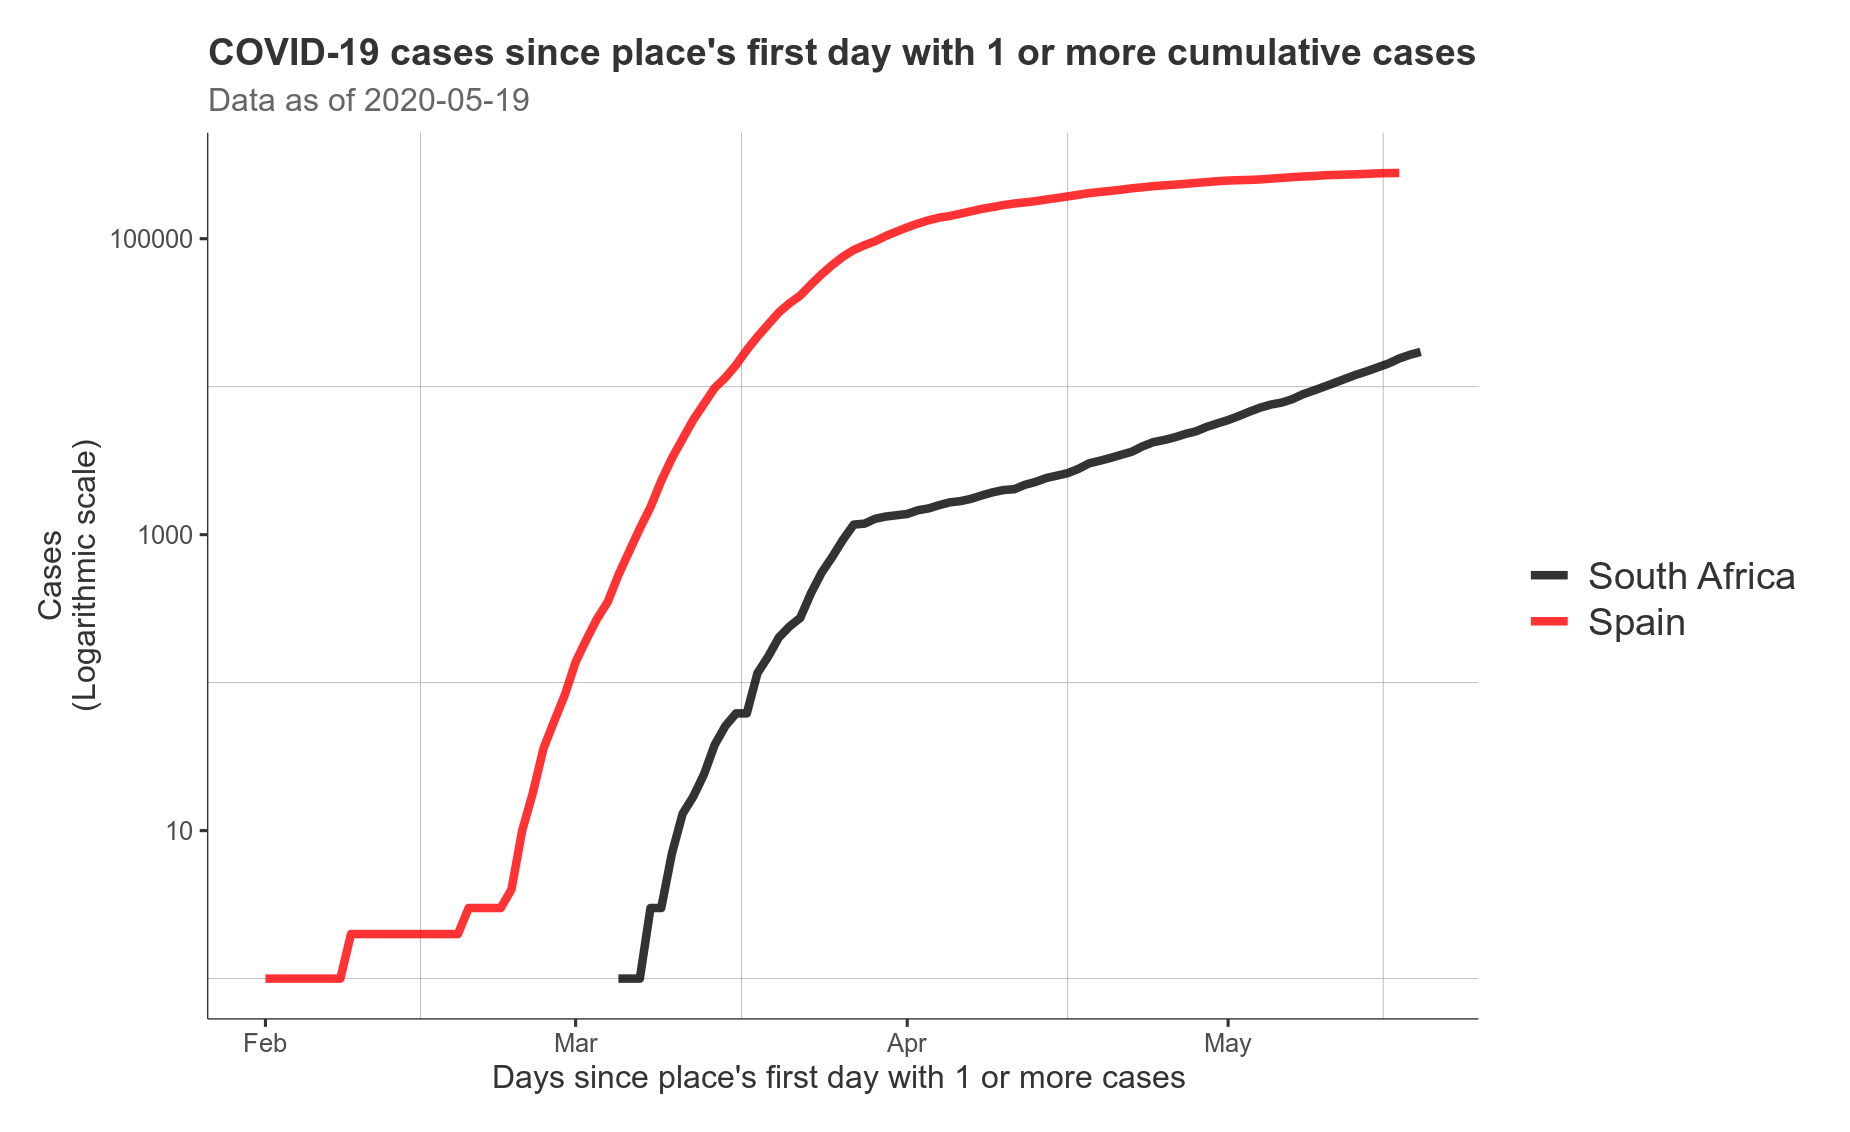 COVID-19 cases since place's first day with 1 or more cumulative cases
Data as of 2020-05-19
Cases
(Logarithmic scale)
100000
1000
10
Feb
Mar
Apr
May
Days since place's first day with 1 or more cases
South Africa
Spain